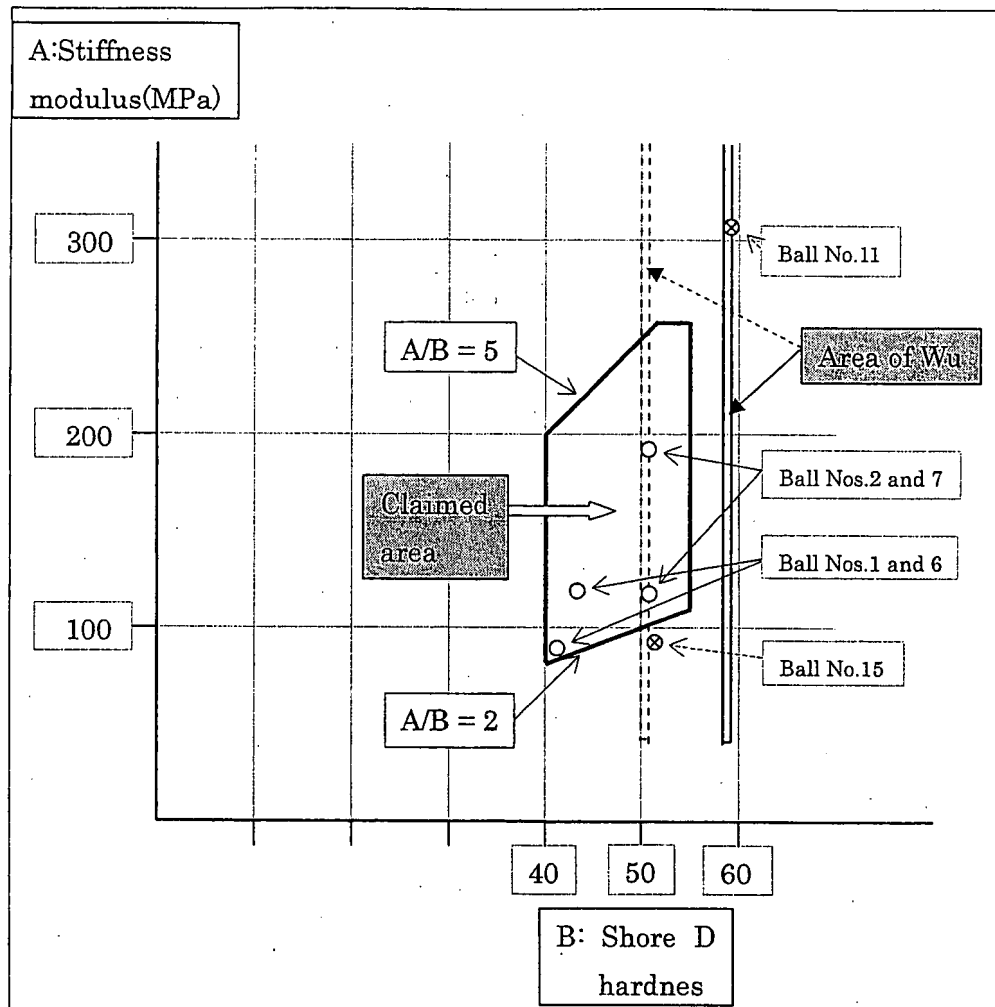 A:Stiffness
modulus(MPa)
300
Ball No.11
A/B = 5
Area of Wu
200
Ball Nos.2 and 7
Claimed
area
Ball Nos.1 and 6
100
Ball No.15
A/B = 2
40
50
60
B: Shore D
hardnes